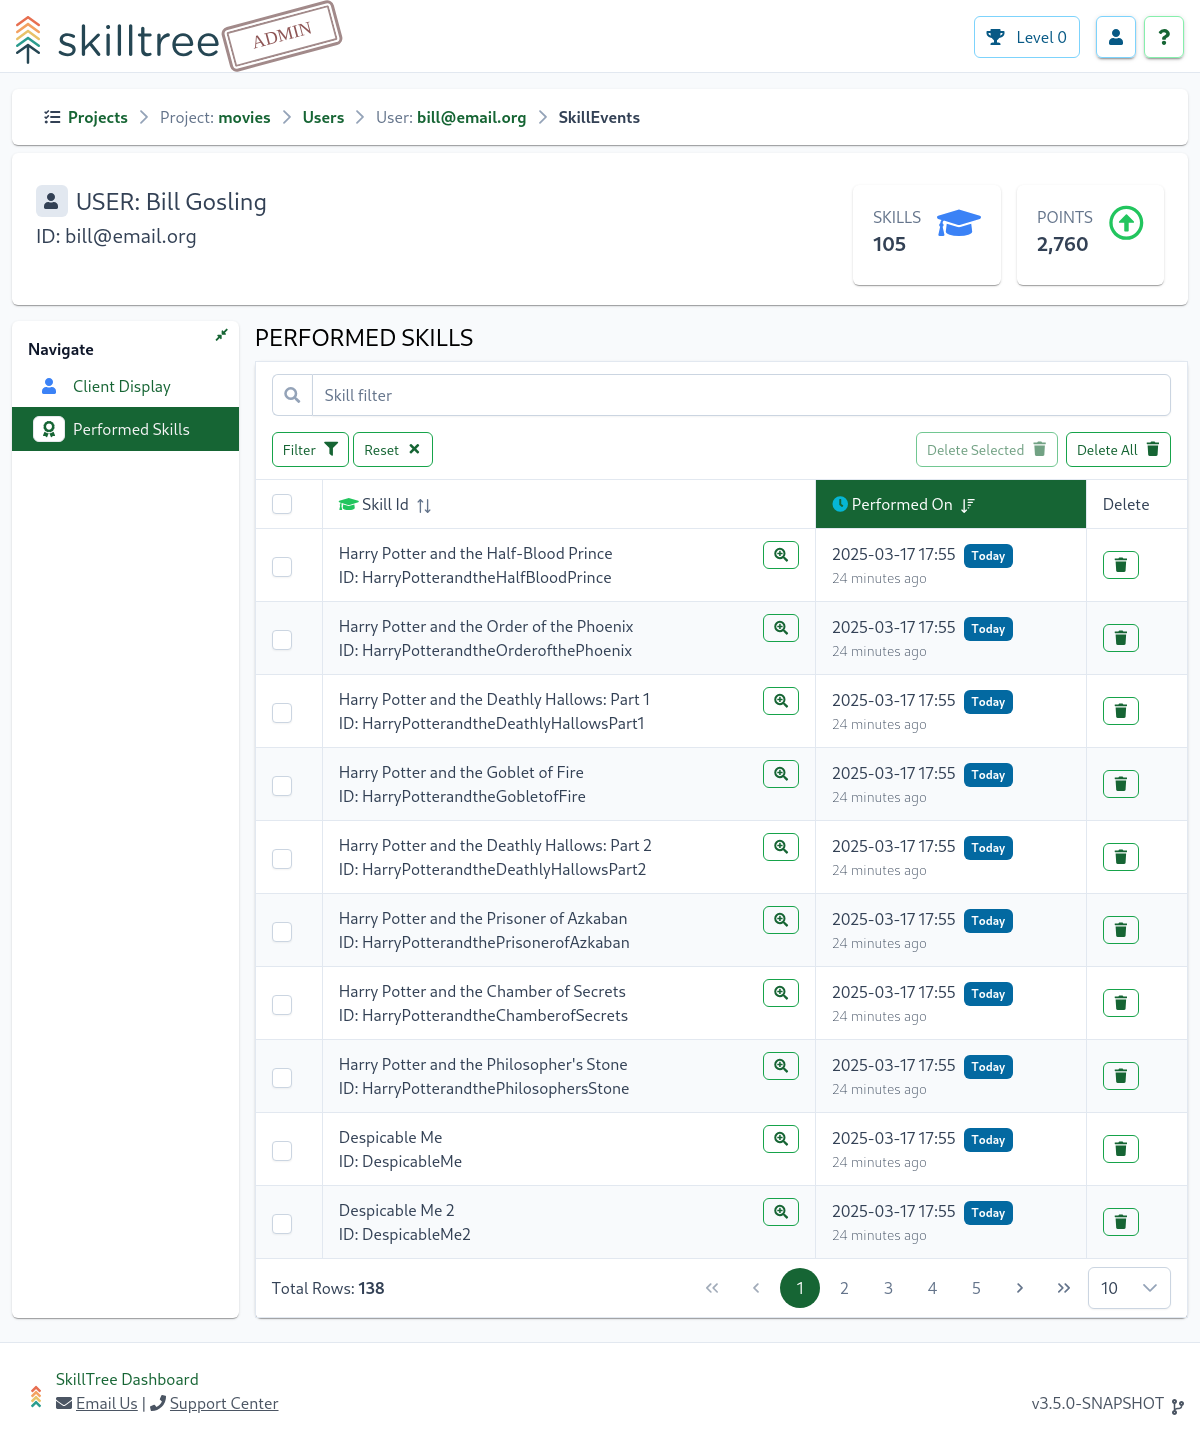 skilltree ADMIN
Level 0
?
Projects Project: movies Users User: bill@email.org SkillEvents
USER: Bill Gosling
ID: bill@email.org
SKILLS
105
POINTS
2,760
Navigate
Client Display
Performed Skills
PERFORMED SKILLS
Skill filter
Filter Reset Delete Selected Delete All
Skill Id Performed On Delete
Harry Potter and the Half-Blood Prince 2025-03-17 17:55 Today
ID: HarryPotterandtheHalfBloodPrince 24 minutes ago
Harry Potter and the Order of the Phoenix 2025-03-17 17:55 Today
ID: HarryPotterandtheOrderofthePhoenix 24 minutes ago
Harry Potter and the Deathly Hallows: Part 1 2025-03-17 17:55 Today
ID: HarryPotterandtheDeathlyHallowsPart1 24 minutes ago
Harry Potter and the Goblet of Fire 2025-03-17 17:55 Today
ID: HarryPotterandtheGobletofFire 24 minutes ago
Harry Potter and the Deathly Hallows: Part 2 2025-03-17 17:55 Today
ID: HarryPotterandtheDeathlyHallowsPart2 24 minutes ago
Harry Potter and the Prisoner of Azkaban 2025-03-17 17:55 Today
ID: HarryPotterandthePrisonerofAzkaban 24 minutes ago
Harry Potter and the Chamber of Secrets 2025-03-17 17:55 Today
ID: HarryPotterandtheChamberofSecrets 24 minutes ago
Harry Potter and the Philosopher's Stone 2025-03-17 17:55 Today
ID: HarryPotterandthePhilosophersStone 24 minutes ago
Despicable Me 2025-03-17 17:55 Today
ID: DespicableMe 24 minutes ago
Despicable Me 2 2025-03-17 17:55 Today
ID: DespicableMe2 24 minutes ago
Total Rows: 138 1 2 3 4 5 10
SkillTree Dashboard
Email Us | Support Center
v3.5.0-SNAPSHOT